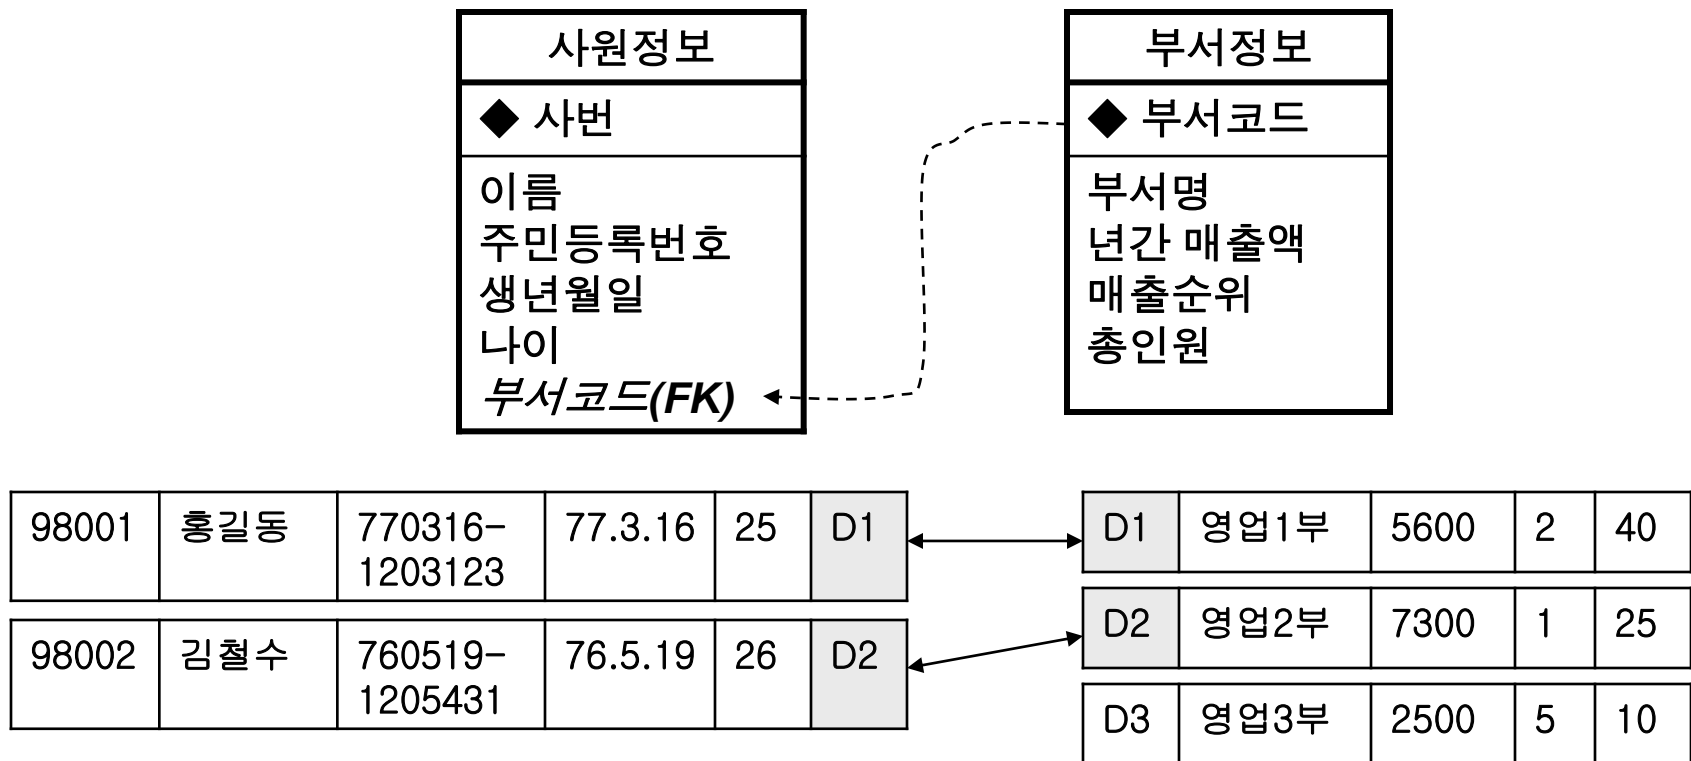 사원정보
◆ 사번
이름
주민등록번호
생년월일
나이
부서코드(FK)
부서정보
◆ 부서코드
부서명
년간 매출액
매출순위
총인원
98001 홍길동 770316- 77.3.16 25 D1
1203123
98002 김철수 760519- 76.5.19 26 D2
1205431
D1 영업1부 5600 2 40
D2 영업2부 7300 1 25
D3 영업3부 2500 5 10